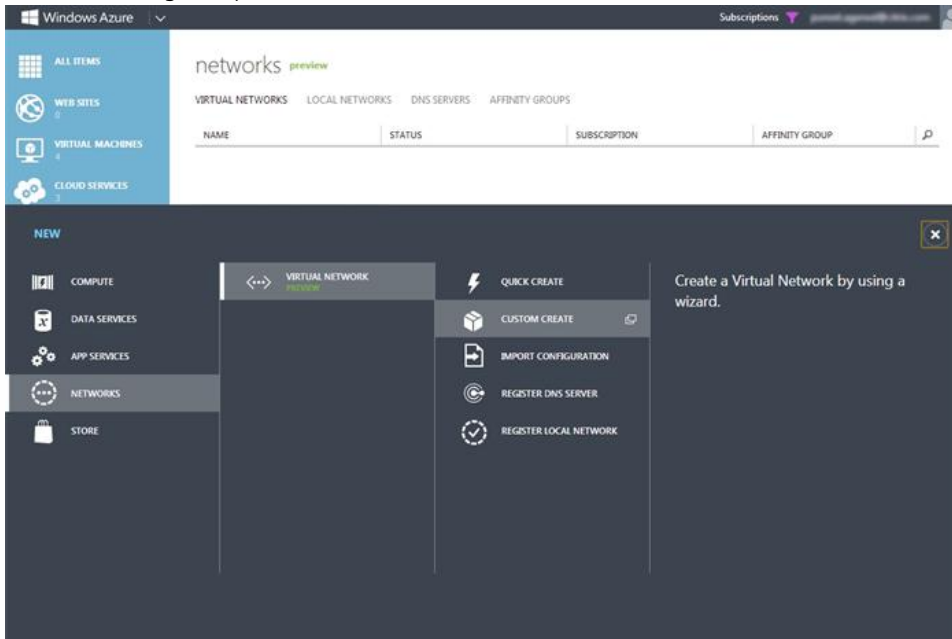 Windows Azure
Subscriptions
ALL ITEMS
WEB SITES
0
VIRTUAL MACHINES
4
CLOUD SERVICES
3
networks preview
VIRTUAL NETWORKS LOCAL NETWORKS DNS SERVERS AFFINITY GROUPS
NAME STATUS SUBSCRIPTION AFFINITY GROUP
NEW
COMPUTE
DATA SERVICES
APP SERVICES
NETWORKS
STORE
VIRTUAL NETWORK
PREVIEW
QUICK CREATE
CUSTOM CREATE
IMPORT CONFIGURATION
REGISTER DNS SERVER
REGISTER LOCAL NETWORK
Create a Virtual Network by using a
wizard.